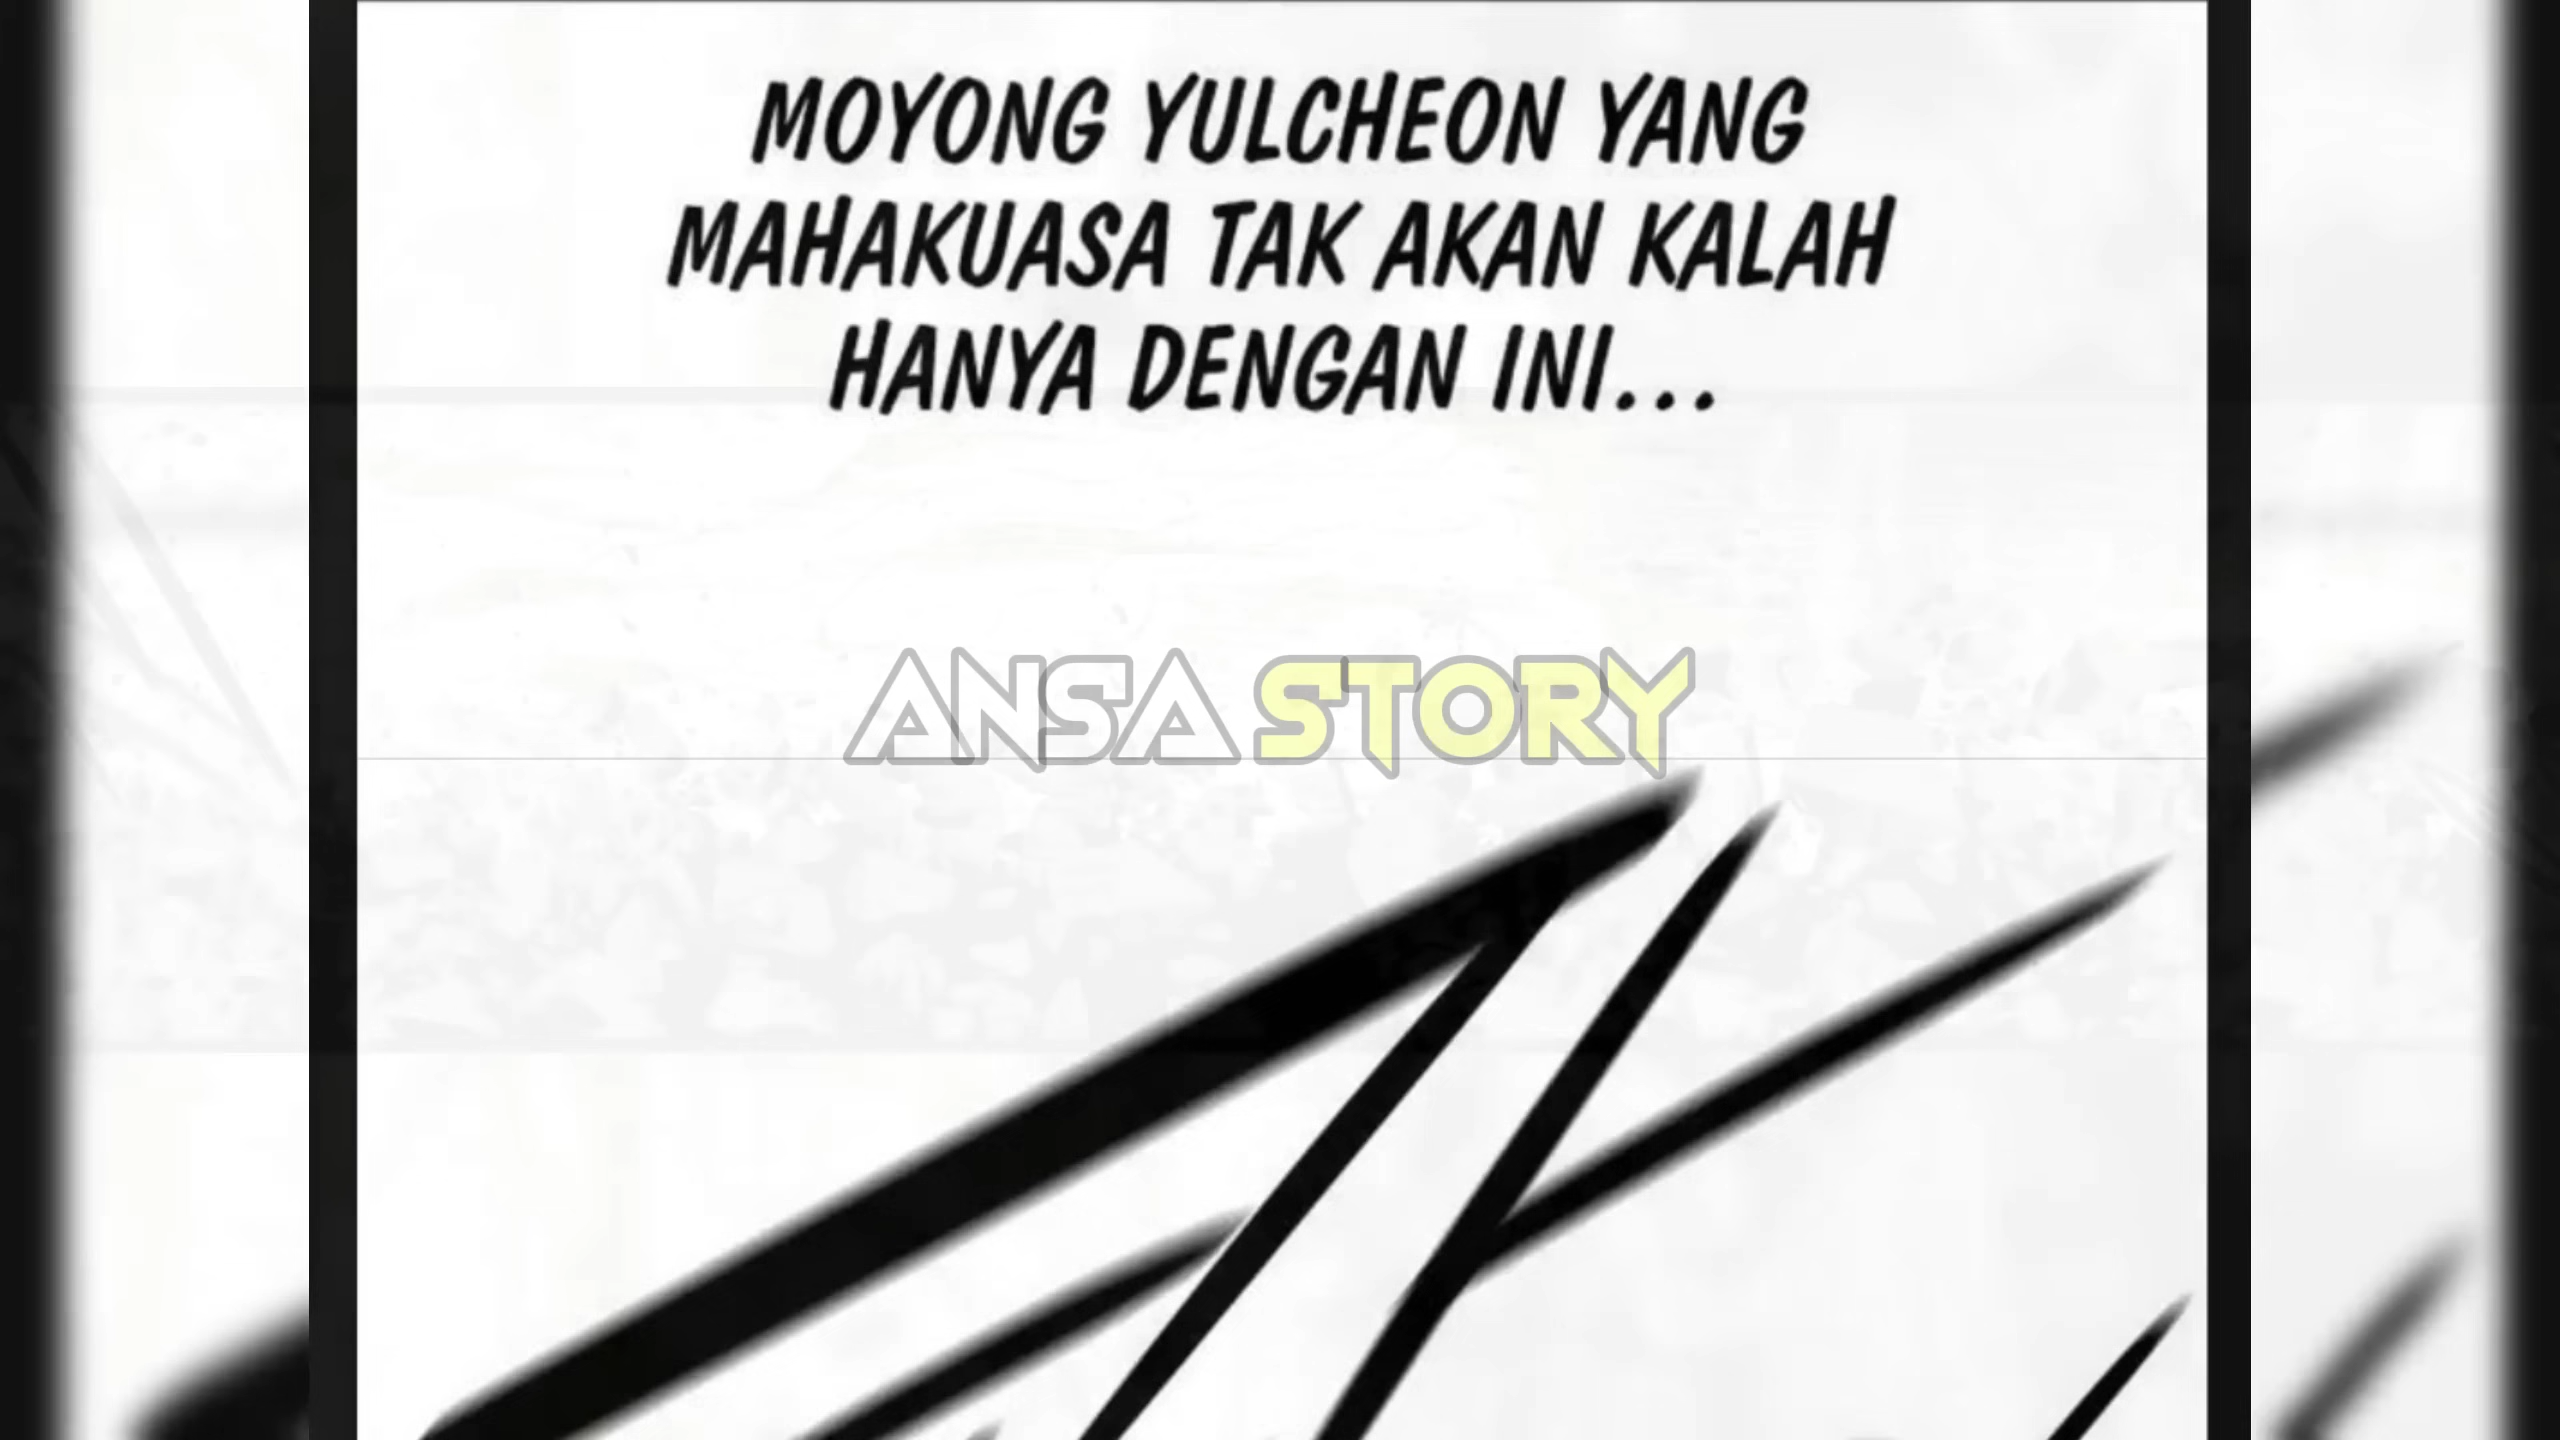 MOYONG YULCHEON YANG
MAHAKUASA TAK AKAN KALAH
HANYA DENGAN INI...
ANSA STORY